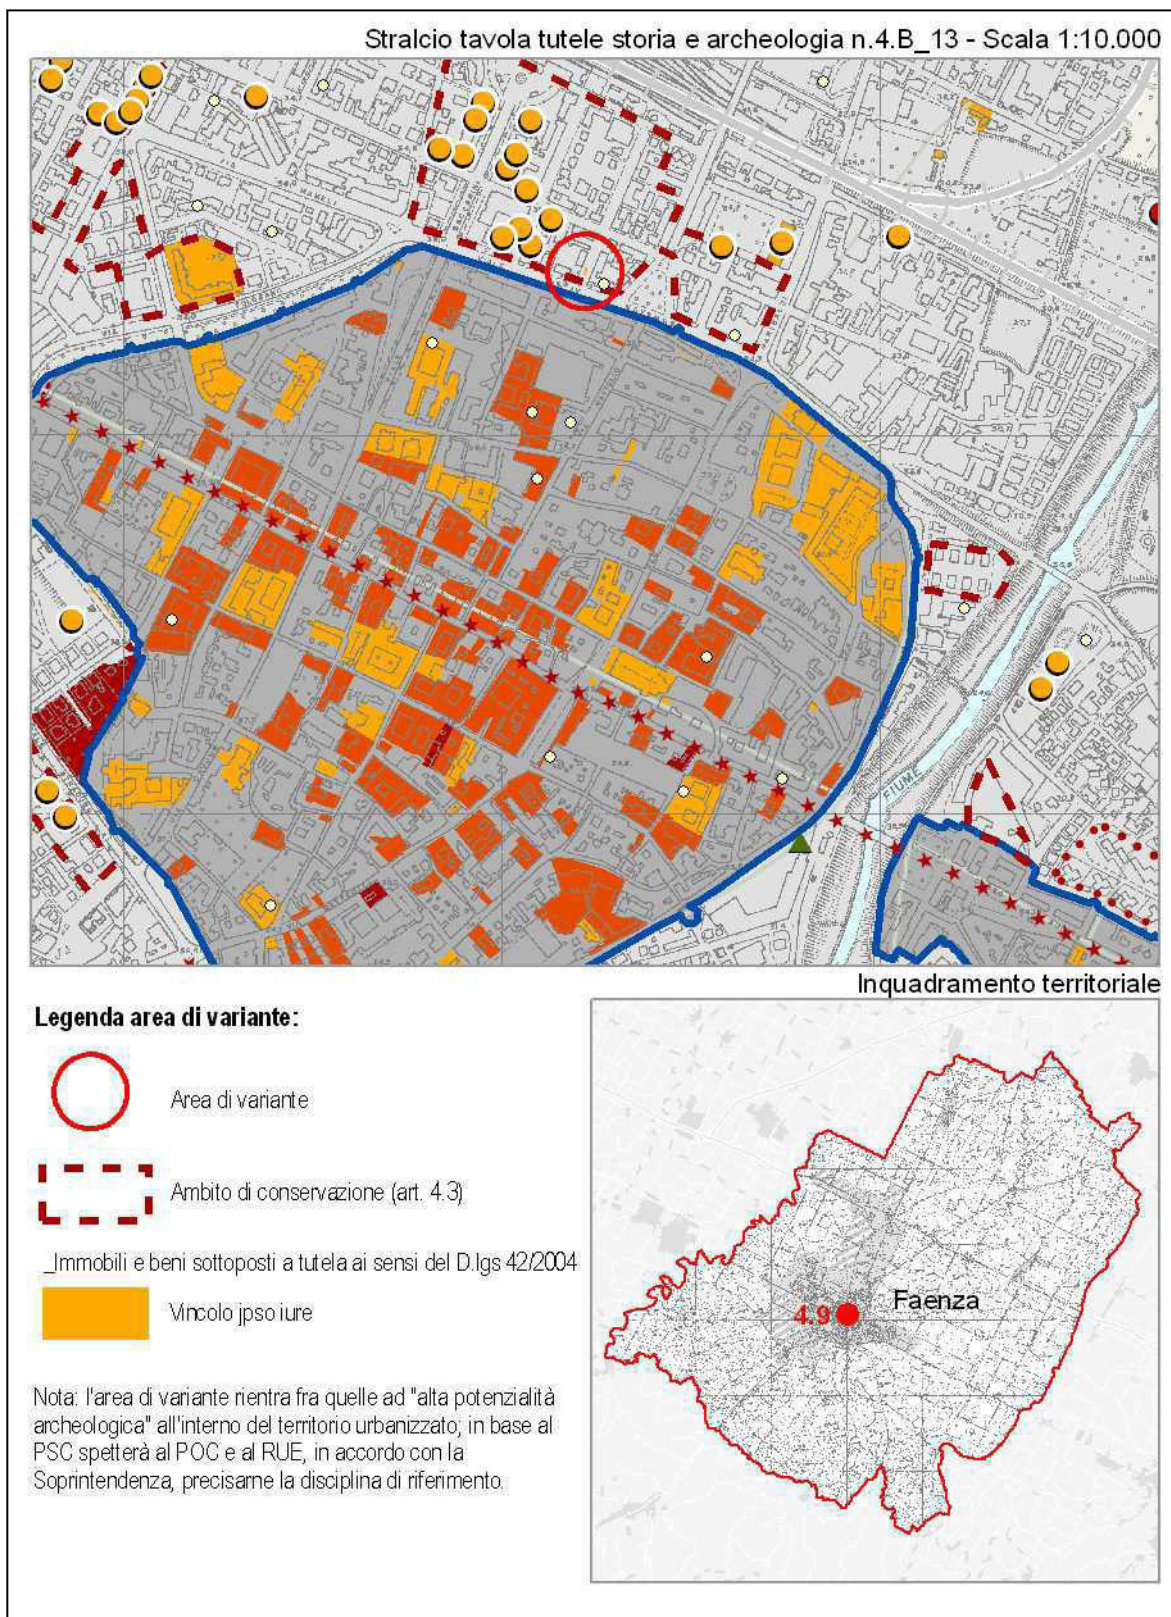 Stralcio tavola tutele storia e archeologia n.4.B_13 - Scala 1:10.000
MAMELI
FIUME
Inquadramento territoriale
Legenda area di variante:
Area di variante
Ambito di conservazione (art. 4.3)
_Immobili e beni sottoposti a tutela ai sensi del D.lgs 42/2004
Vincolo jpso iure
Nota: l'area di variante rientra fra quelle ad "alta potenzialità
archeologica" all'interno del territorio urbanizzato; in base al
PSC spetterà al POC e al RUE, in accordo con la
Soprintendenza, precisarne la disciplina di riferimento.
Faenza
4.9